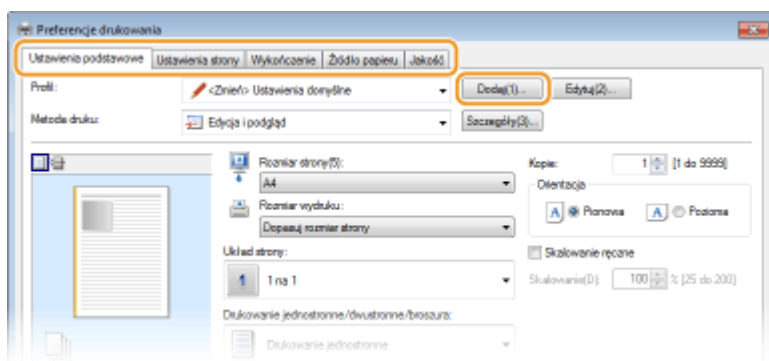 Preferencje drukowania
Ustawienia podstawowe Ustawienia strony Wykończenie Źródło papieru Jakość
Profil: <Zmień> Ustawienia domyślne Dodaj(1)... Edytuj(2)...
Metoda druku: Edycja i podgląd Szczegóły(3)...
Rozmiar strony(5): Kopie: 1 [1 do 9999]
A4 Orientacja
Rozmiar wydruku: A Pionowa A Pozioma
Dopasuj rozmiar strony
Układ strony: Skalowanie ręczne
1 1 na 1 Skalowanie(D): 100 % [25 do 200]
Drukowanie jednostronne/dwustronne/broszura:
Drukowanie jednostronne